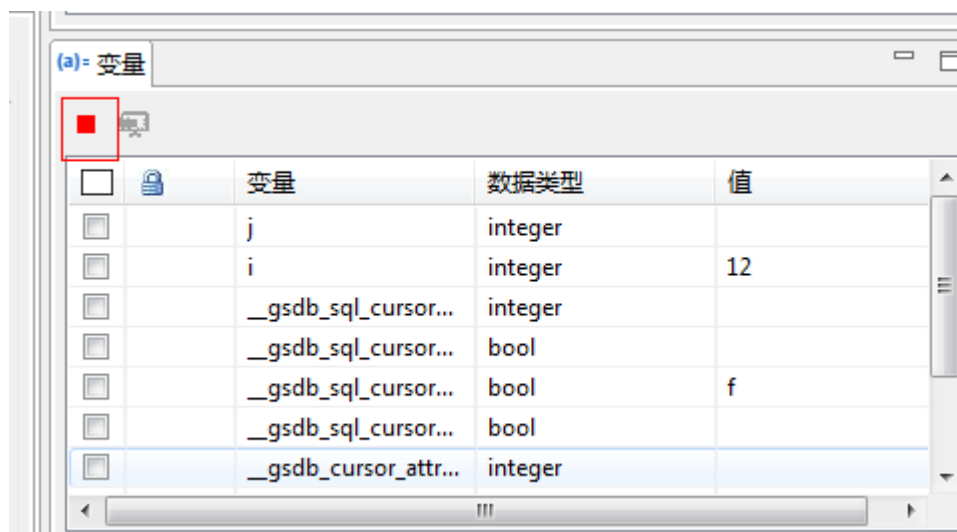 (a)= 变量
变量 数据类型 值
j integer
i integer 12
__gsdb_sql_cursor... integer
__gsdb_sql_cursor... bool
__gsdb_sql_cursor... bool f
__gsdb_sql_cursor... bool
__gsdb_cursor_attr... integer